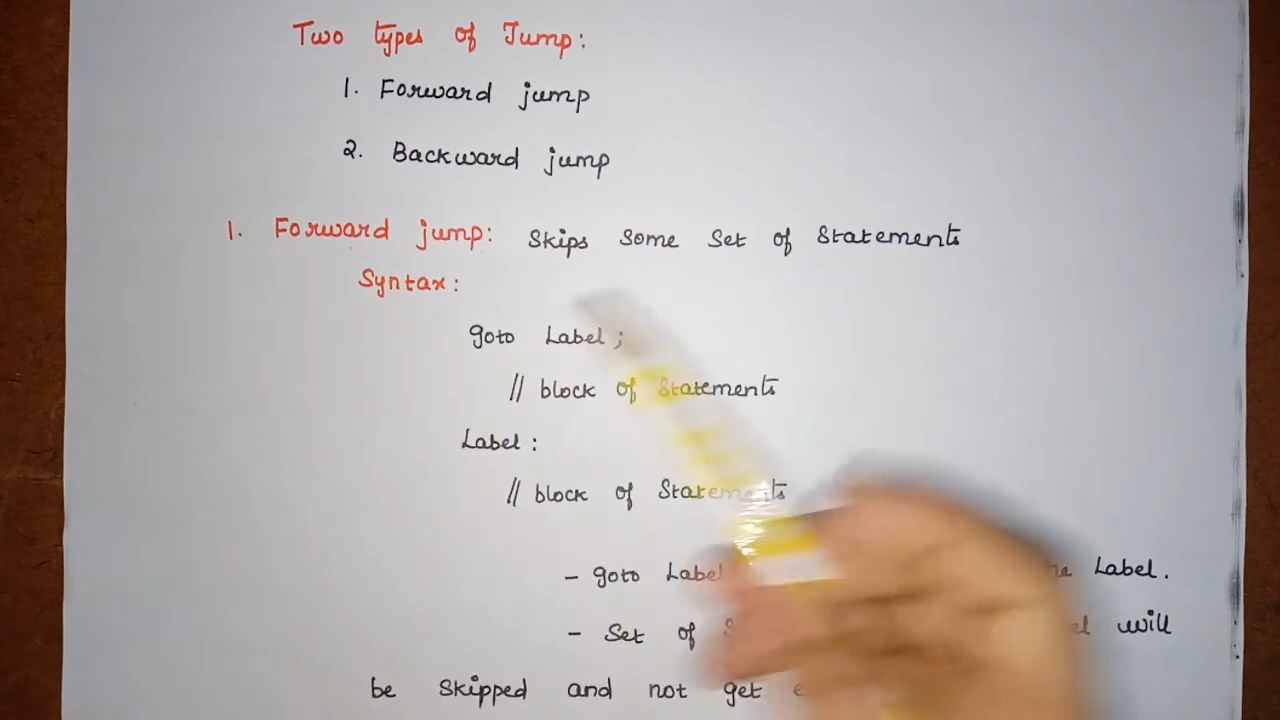 Two types of Jump:
1. Forward jump
2. Backward jump
1. Forward jump: Skips Some Set of Statements
Syntax:
goto Label;
// block of Statements
Label:
// block of Statements
- goto Label Label.
- Set of will
be Skipped and not get